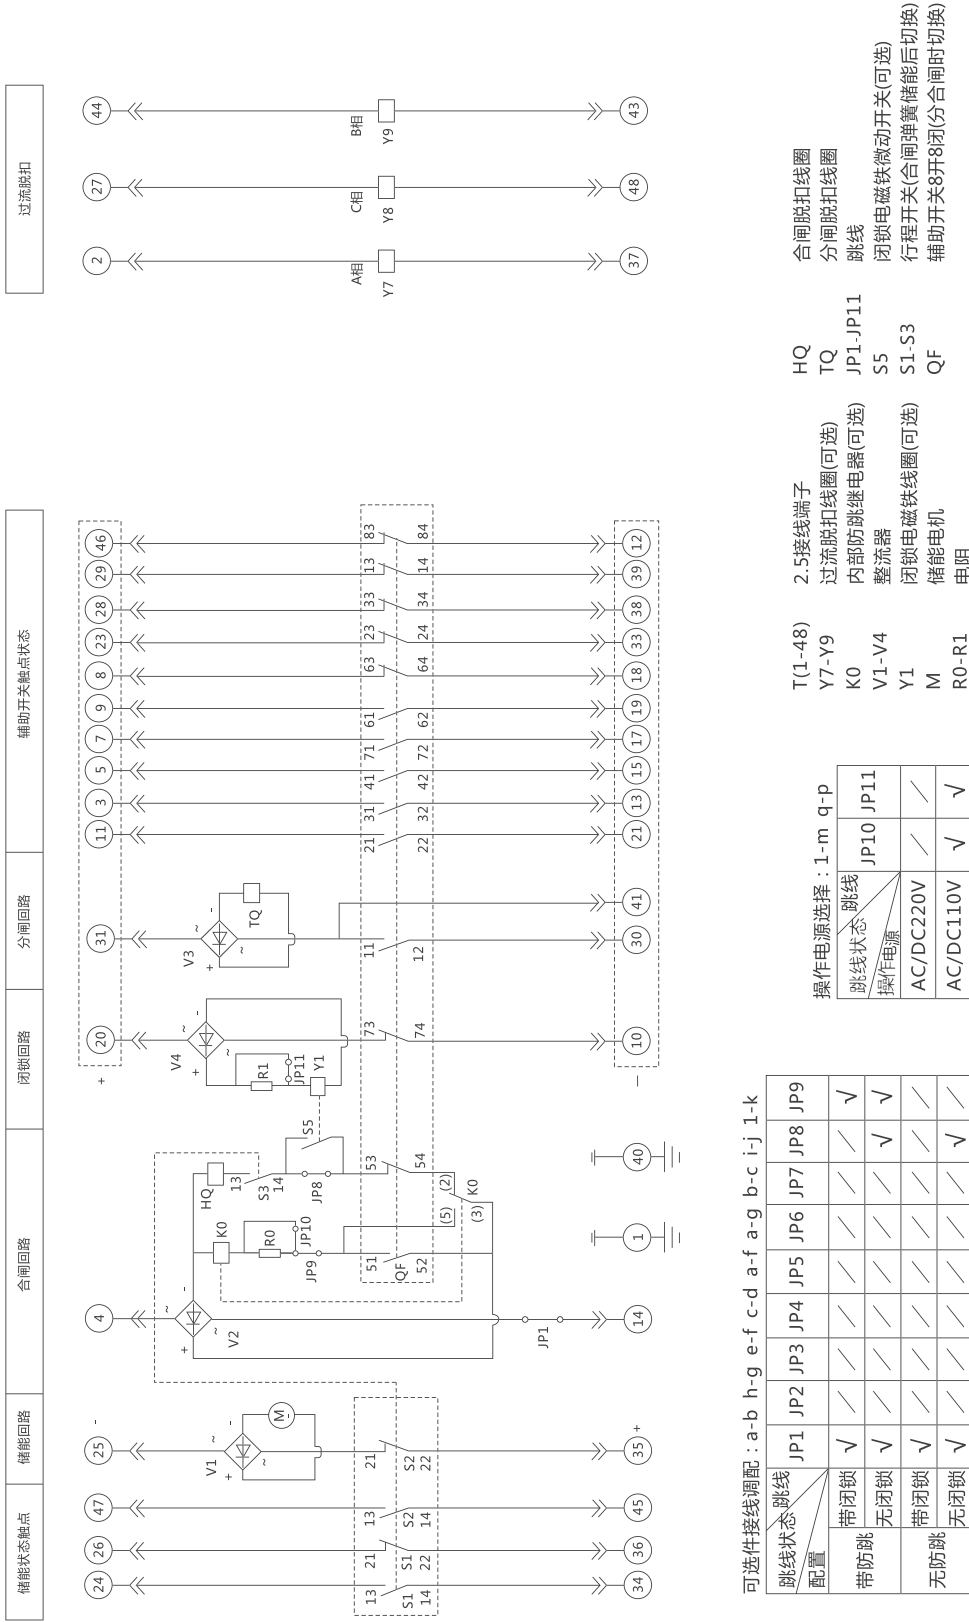 储能状态触点
储能回路
合闸回路
闭锁回路
分闸回路
辅助开关触点状态
过流脱扣
24
26
47
25
4
20
31
11
3
5
7
9
8
23
28
29
46
2
27
44
-
+
V1
M
+
-
~
~
V2
+
-
~
~
K0
HQ
R0
JP10
JP9
13
S3
14
JP8
S5
V4
+
-
~
~
R1
JP11
Y1
V3
+
-
~
~
TQ
A相
Y7
C相
Y8
B相
Y9
13
S1
14
21
S1
22
13
S2
14
21
S2
22
51
QF
52
53
54
(2)
(5)
(3)
K0
JP1
73
74
11
12
21
22
31
32
41
42
71
72
61
62
63
64
23
24
33
34
13
14
83
84
34
36
45
35
+
14
1
40
—
10
30
41
21
13
15
17
19
18
33
38
39
12
37
48
43
可选件接线调配：a-b h-g e-f c-d a-f a-g b-c i-j 1-k
跳线状态 跳线
配置
JP1 JP2 JP3 JP4 JP5 JP6 JP7 JP8 JP9
带防跳 带闭锁 √ ∕ ∕ ∕ ∕ ∕ ∕ ∕ √
无闭锁 √ ∕ ∕ ∕ ∕ ∕ ∕ √ √
无防跳 带闭锁 √ ∕ ∕ ∕ ∕ ∕ ∕ ∕ ∕
无闭锁 √ ∕ ∕ ∕ ∕ ∕ ∕ √ ∕
操作电源选择：1-m q-p
跳线状态 跳线
操作电源
JP10 JP11
AC/DC220V ∕ ∕
AC/DC110V √ √
T(1-48) 2.5接线端子
Y7-Y9 过流脱扣线圈(可选)
K0 内部防跳继电器(可选)
V1-V4 整流器
Y1 闭锁电磁铁线圈(可选)
M 储能电机
R0-R1 电阻
HQ 合闸脱扣线圈
TQ 分闸脱扣线圈
JP1-JP11 跳线
S5 闭锁电磁铁微动开关(可选)
S1-S3 行程开关(合闸弹簧储能后切换)
QF 辅助开关8开8闭(分合闸时切换)